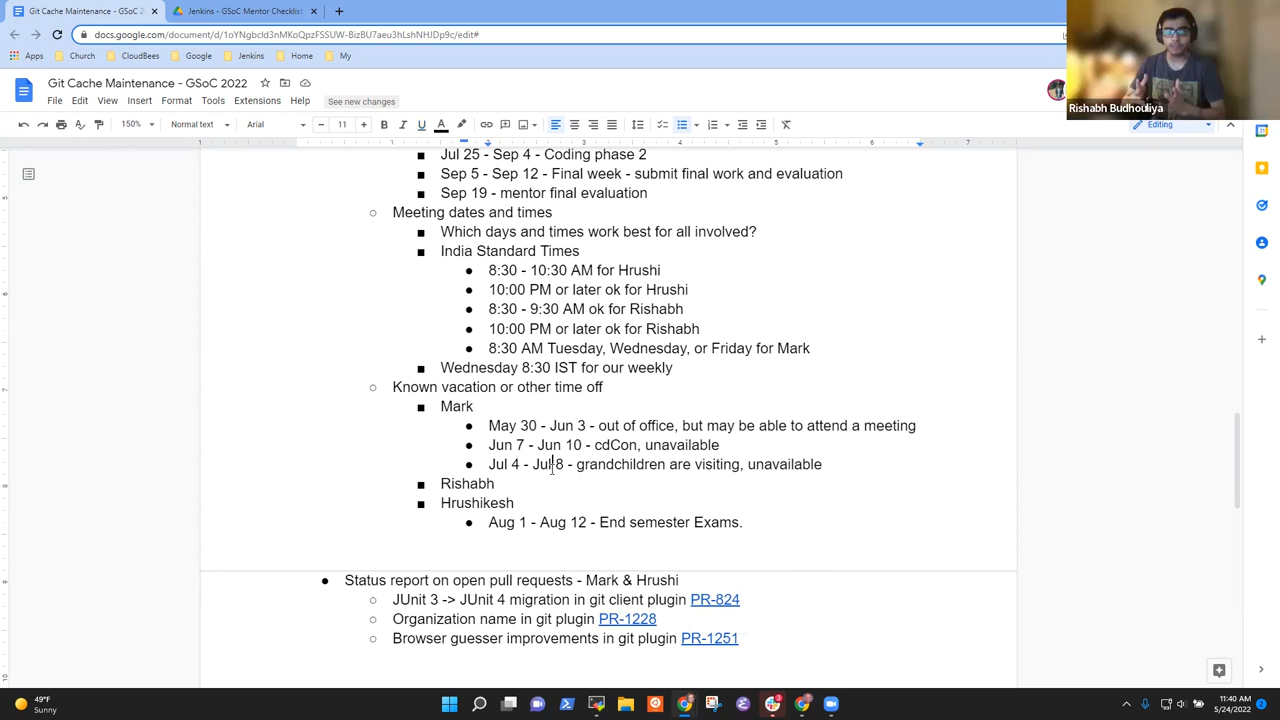 Git Cache Maintenance - GSoC 2
Jenkins - GSoC Mentor Checklist
docs.google.com/document/d/1oYNgbcId3nMKoQpzFSSUW-BizBU7aeu3hLshNHJDp9c/edit#
Apps Church CloudBees Google Jenkins Home My
Rishabh Budhouliya
Git Cache Maintenance - GSoC 2022
File Edit View Insert Format Tools Extensions Help See new changes
150% Normal text Arial 11 Editing
1 1 2 3 4 5 6 7
■ Jul 25 - Sep 4 - Coding phase 2
■ Sep 5 - Sep 12 - Final week - submit final work and evaluation
■ Sep 19 - mentor final evaluation
○ Meeting dates and times
■ Which days and times work best for all involved?
■ India Standard Times
● 8:30 - 10:30 AM for Hrushi
● 10:00 PM or later ok for Hrushi
● 8:30 - 9:30 AM ok for Rishabh
● 10:00 PM or later ok for Rishabh
● 8:30 AM Tuesday, Wednesday, or Friday for Mark
■ Wednesday 8:30 IST for our weekly
○ Known vacation or other time off
■ Mark
● May 30 - Jun 3 - out of office, but may be able to attend a meeting
● Jun 7 - Jun 10 - cdCon, unavailable
● Jul 4 - Jul 8 - grandchildren are visiting, unavailable
■ Rishabh
■ Hrushikesh
● Aug 1 - Aug 12 - End semester Exams.
● Status report on open pull requests - Mark & Hrushi
○ JUnit 3 -> JUnit 4 migration in git client plugin PR-824
○ Organization name in git plugin PR-1228
○ Browser guesser improvements in git plugin PR-1251
49°F
Sunny
11:40 AM
5/24/2022